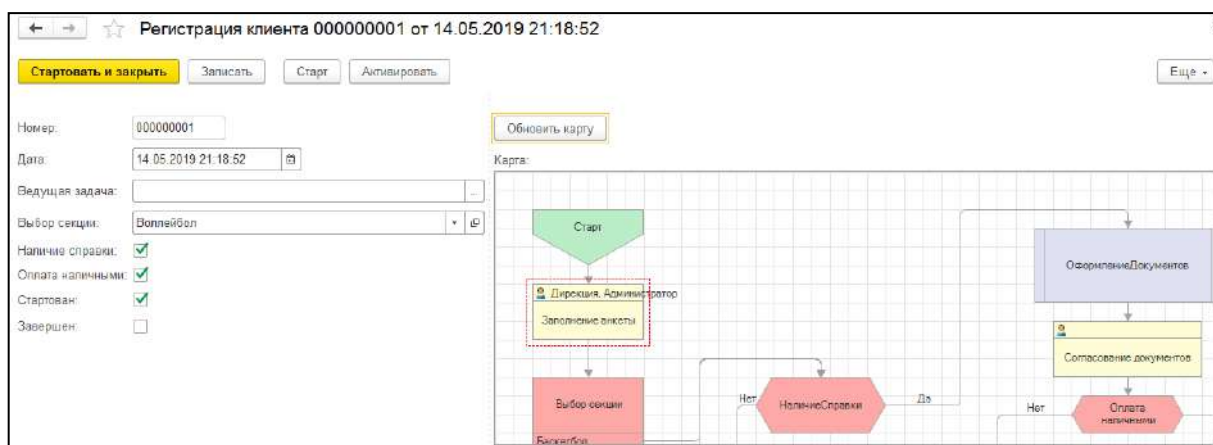 Регистрация клиента 000000001 от 14.05.2019 21:18:52
Стартовать и закрыть Записать Старт Активировать Еще
Номер: 000000001
Дата: 14.05.2019 21:18:52
Ведущая задача: ...
Выбор секции: Воллейбол
Наличие справки:
Оплата наличными:
Стартован:
Завершен:
Обновить карту
Карта:
Старт
Дирекция, Администратор
Заполнение анкеты
Выбор секции
Баскетбол
Нет
НаличиеСправки
Да
ОформлениеДокументов
Согласование документов
Нет
Оплата
наличными